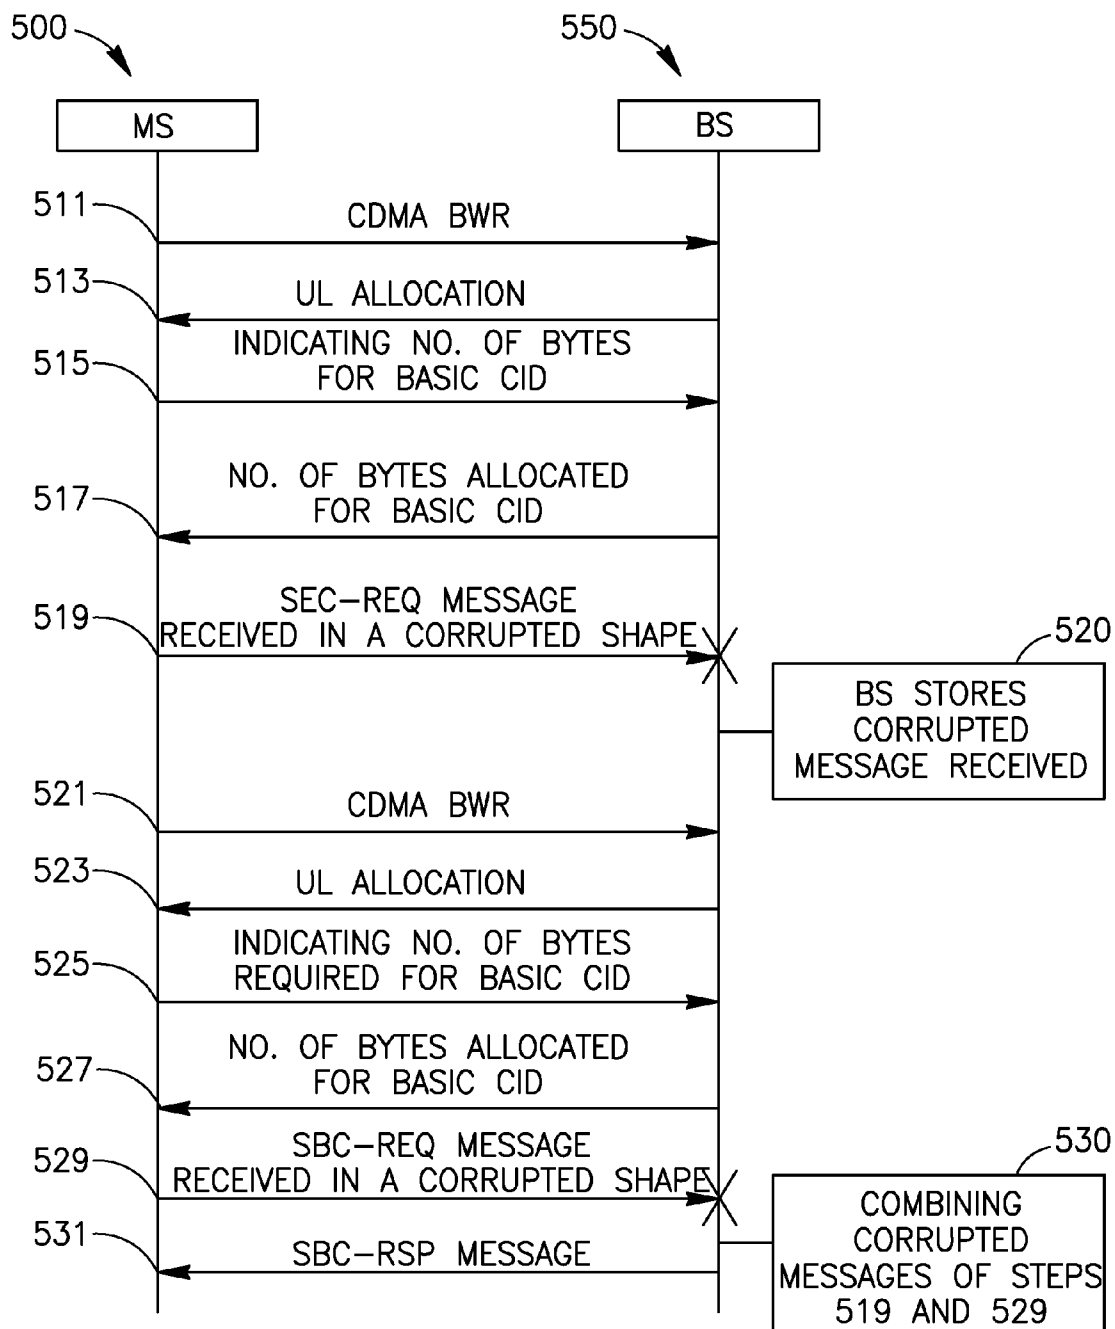 500
550
MS
BS
511
CDMA BWR
513
UL ALLOCATION
515
INDICATING NO. OF BYTES
FOR BASIC CID
517
NO. OF BYTES ALLOCATED
FOR BASIC CID
519
SEC-REQ MESSAGE
RECEIVED IN A CORRUPTED SHAPE
520
BS STORES
CORRUPTED
MESSAGE RECEIVED
521
CDMA BWR
523
UL ALLOCATION
525
INDICATING NO. OF BYTES
REQUIRED FOR BASIC CID
527
NO. OF BYTES ALLOCATED
FOR BASIC CID
529
SBC-REQ MESSAGE
RECEIVED IN A CORRUPTED SHAPE
530
COMBINING
CORRUPTED
MESSAGES OF STEPS
519 AND 529
531
SBC-RSP MESSAGE